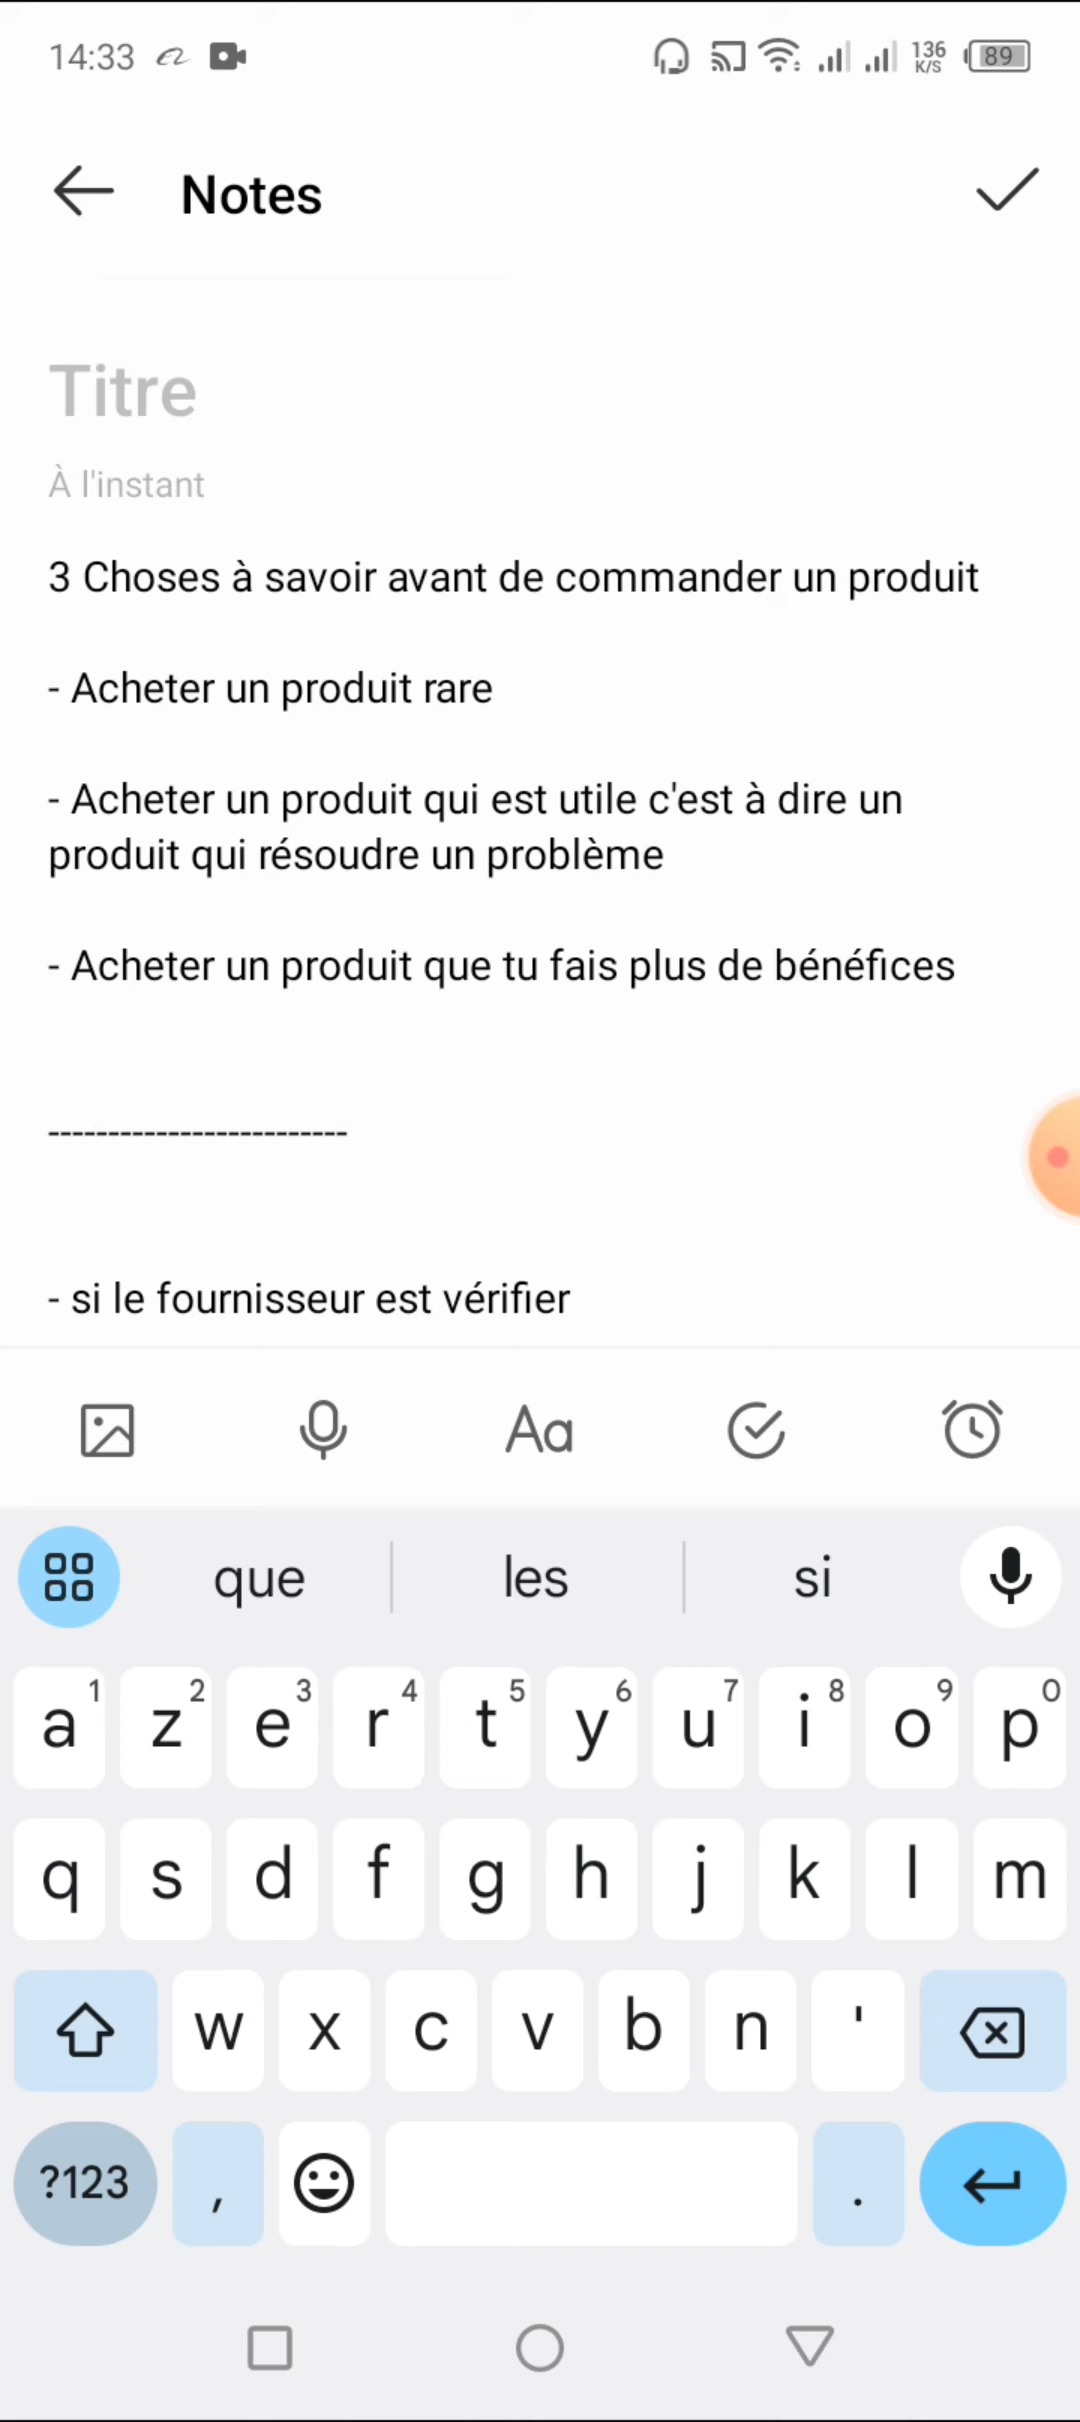 14:33
136
K/S
89
Notes
Titre
À l'instant
3 Choses à savoir avant de commander un produit
- Acheter un produit rare
- Acheter un produit qui est utile c'est à dire un
produit qui résoudre un problème
- Acheter un produit que tu fais plus de bénéfices
-------------------------
- si le fournisseur est vérifier
Aa
que les si
a 1 z 2 e 3 r 4 t 5 y 6 u 7 i 8 o 9 p 0
q s d f g h j k l m
w x c v b n '
?123 , .